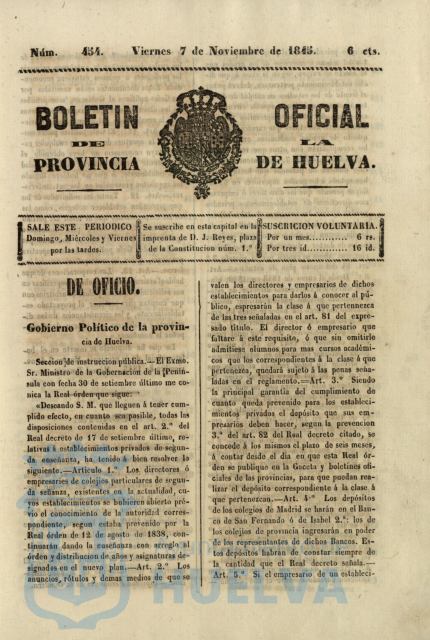 Núm. 454. Viernes 7 de Noviembre de 1845. 6 cts.
BOLETIN OFICIAL
DE LA
PROVINCIA DE HUELVA.
SALE ESTE PERIODICO
Domingo, Miércoles y Viernes
por las tardes.
Se suscribe en esta capital en la
imprenta de D. J. Reyes, plaza
de la Constitucion núm. 1.º
SUSCRICION VOLUNTARIA.
Por un mes............ 6 rs.
Por tres id............ 16 id.
DE OFICIO.
Gobierno Político de la provin-
cia de Huelva.
Seccion de instruccion pública.—El Exmo.
Sr. Ministro de la Gobernacion de la Penín-
sula con fecha 30 de setiembre último me co-
nica la Real órden que sigue:
«Deseando S. M. que lleguen á tener cum-
plido efecto, en cuanto sea posible, todas las
disposiciones contenidas en el art. 2.º del
Real decreto de 17 de setiembre último, re-
lativas á establecimientos privados de segun-
da enseñanza, ha tenido á bien resolver lo
siguiente.—Artículo 1.º Los directores ó
empresarios de colegios particulares de segun-
da señanza, existentes en la actualidad, cu-
yos establecimientos se hubieren abierto pré-
vio el conocimiento de la autoridad corres-
pondiente, segun estaba prevenido por la
Real órden de 12 de agosto de 1838, con-
tinuarán dando la enseñanza con arreglo al
órden y distribucion de años y asignaturas de-
signados en el nuevo plan.—Art. 2.º Los
anuncios, rótulos y demas medios de que se
valen los directores y empresarios de dichos
establecimientos para darlos á conocer al pú-
blico, espresarán la clase á que pertenezca
de las tres señaladas en el art. 81 del expre-
sado título. El director ó empresario que
faltare á este requisito, ó que sin omitirlo
admitiese alumnos para mas cursos académi-
cos que los correspondientes á la clase á que
pertenezca, quedará sujeto á las penas seña-
ladas en el reglamento.—Art. 3.º Siendo
la principal garantía del cumplimiento de
cuanto queda prevenido para los estableci-
mientos privados el depósito que sus em-
presarios deben hacer, segun la prevencion
3.ª del art. 82 del Real decreto citado, se
concede á los mismos el plazo de seis meses,
á contar desde el dia en que esta Real ór-
den se publique en la Gaceta y boletines ofi-
ciales de las provincias, para que puedan rea-
lizar el depósito correspondiente á la clase á
que pertenezcan.—Art. 4.º Los depósitos
de los colegios de Madrid se harán en el Ban-
co de San Fernando ó de Isabel 2.ª: los de
los colejios de provincia ingresarán en poder
de los representantes de dichos Bancos. Es-
tos depósitos habrán de constar siempre de
la cantidad que el Real decreto señala.—
Art. 5.º Si el empresario de un estableci-
HUELVA